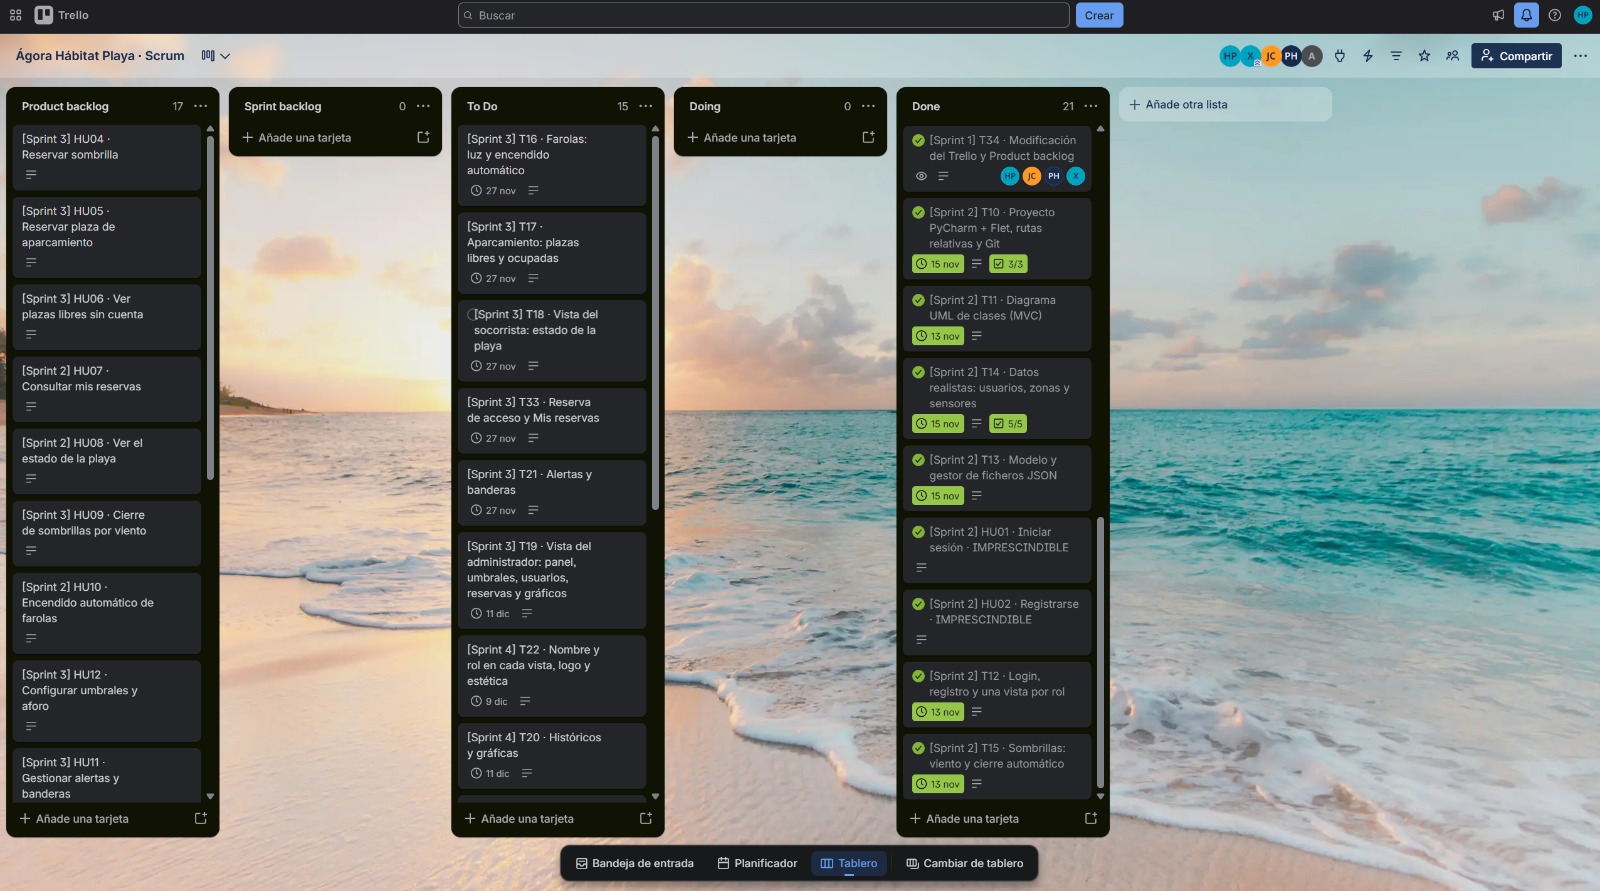 Trello
Buscar
Crear
HP
Ágora Hábitat Playa · Scrum
HP
X
JC
PH
A
Compartir
Product backlog 17
[Sprint 3] HU04 ·
Reservar sombrilla
[Sprint 3] HU05 ·
Reservar plaza de
aparcamiento
[Sprint 3] HU06 · Ver
plazas libres sin cuenta
[Sprint 2] HU07 ·
Consultar mis reservas
[Sprint 2] HU08 · Ver el
estado de la playa
[Sprint 3] HU09 · Cierre
de sombrillas por viento
[Sprint 2] HU10 ·
Encendido automático de
farolas
[Sprint 3] HU12 ·
Configurar umbrales y
aforo
[Sprint 3] HU11 ·
Gestionar alertas y
banderas
Añade una tarjeta
Sprint backlog 0
Añade una tarjeta
To Do 15
[Sprint 3] T16 · Farolas:
luz y encendido
automático
27 nov
[Sprint 3] T17 ·
Aparcamiento: plazas
libres y ocupadas
27 nov
[Sprint 3] T18 · Vista del
socorrista: estado de la
playa
27 nov
[Sprint 3] T33 · Reserva
de acceso y Mis reservas
27 nov
[Sprint 3] T21 · Alertas y
banderas
27 nov
[Sprint 3] T19 · Vista del
administrador: panel,
umbrales, usuarios,
reservas y gráficos
11 dic
[Sprint 4] T22 · Nombre y
rol en cada vista, logo y
estética
9 dic
[Sprint 4] T20 · Históricos
y gráficas
11 dic
Añade una tarjeta
Doing 0
Añade una tarjeta
Done 21
[Sprint 1] T34 · Modificación
del Trello y Product backlog
HP JC PH X
[Sprint 2] T10 · Proyecto
PyCharm + Flet, rutas
relativas y Git
15 nov 3/3
[Sprint 2] T11 · Diagrama
UML de clases (MVC)
13 nov
[Sprint 2] T14 · Datos
realistas: usuarios, zonas y
sensores
15 nov 5/5
[Sprint 2] T13 · Modelo y
gestor de ficheros JSON
15 nov
[Sprint 2] HU01 · Iniciar
sesión · IMPRESCINDIBLE
[Sprint 2] HU02 · Registrarse
· IMPRESCINDIBLE
[Sprint 2] T12 · Login,
registro y una vista por rol
13 nov
[Sprint 2] T15 · Sombrillas:
viento y cierre automático
13 nov
Añade una tarjeta
Añade otra lista
Bandeja de entrada
Planificador
Tablero
Cambiar de tablero